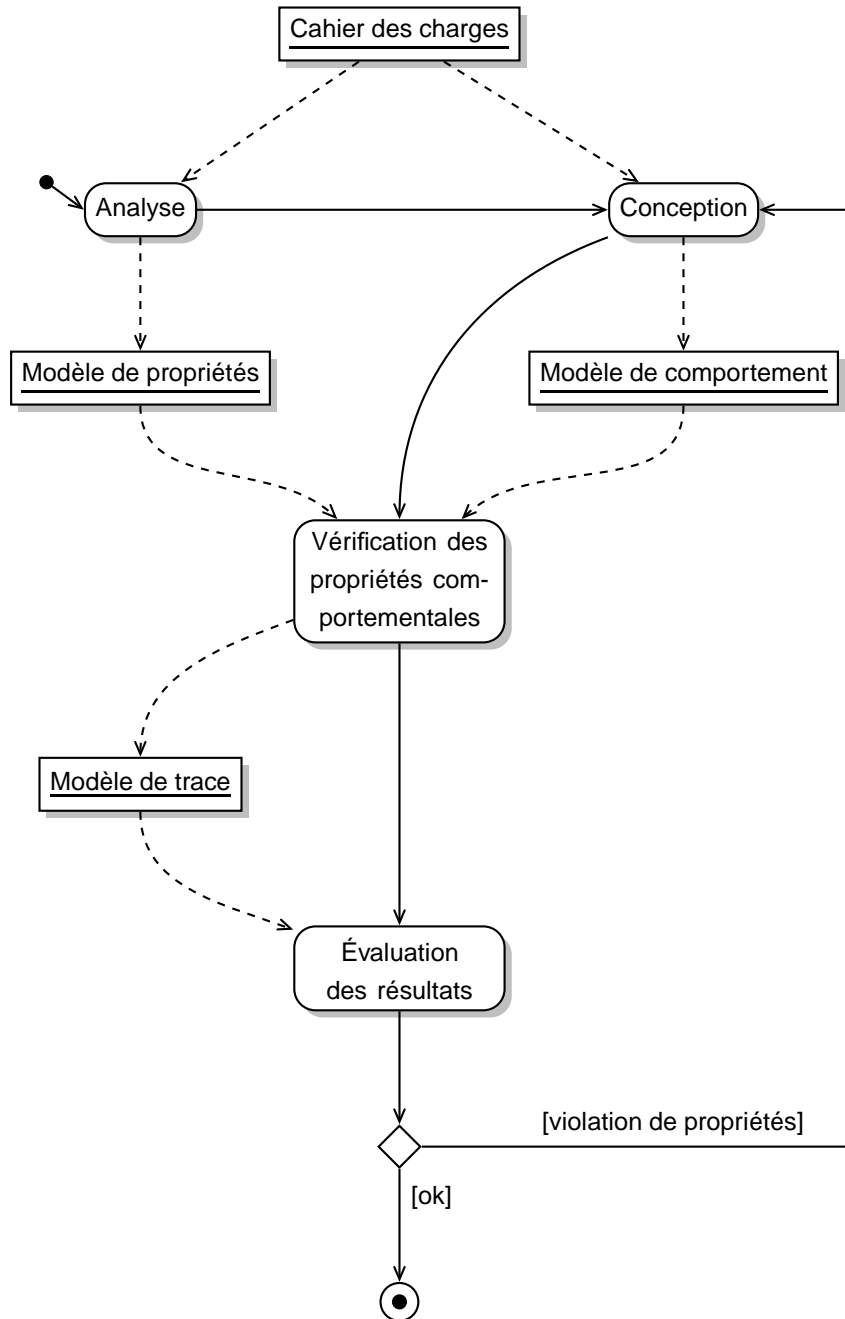 Cahier des charges
Analyse
Conception
Modèle de propriétés
Modèle de comportement
Vérification des
propriétés com-
portementales
Modèle de trace
Évaluation
des résultats
[violation de propriétés]
[ok]